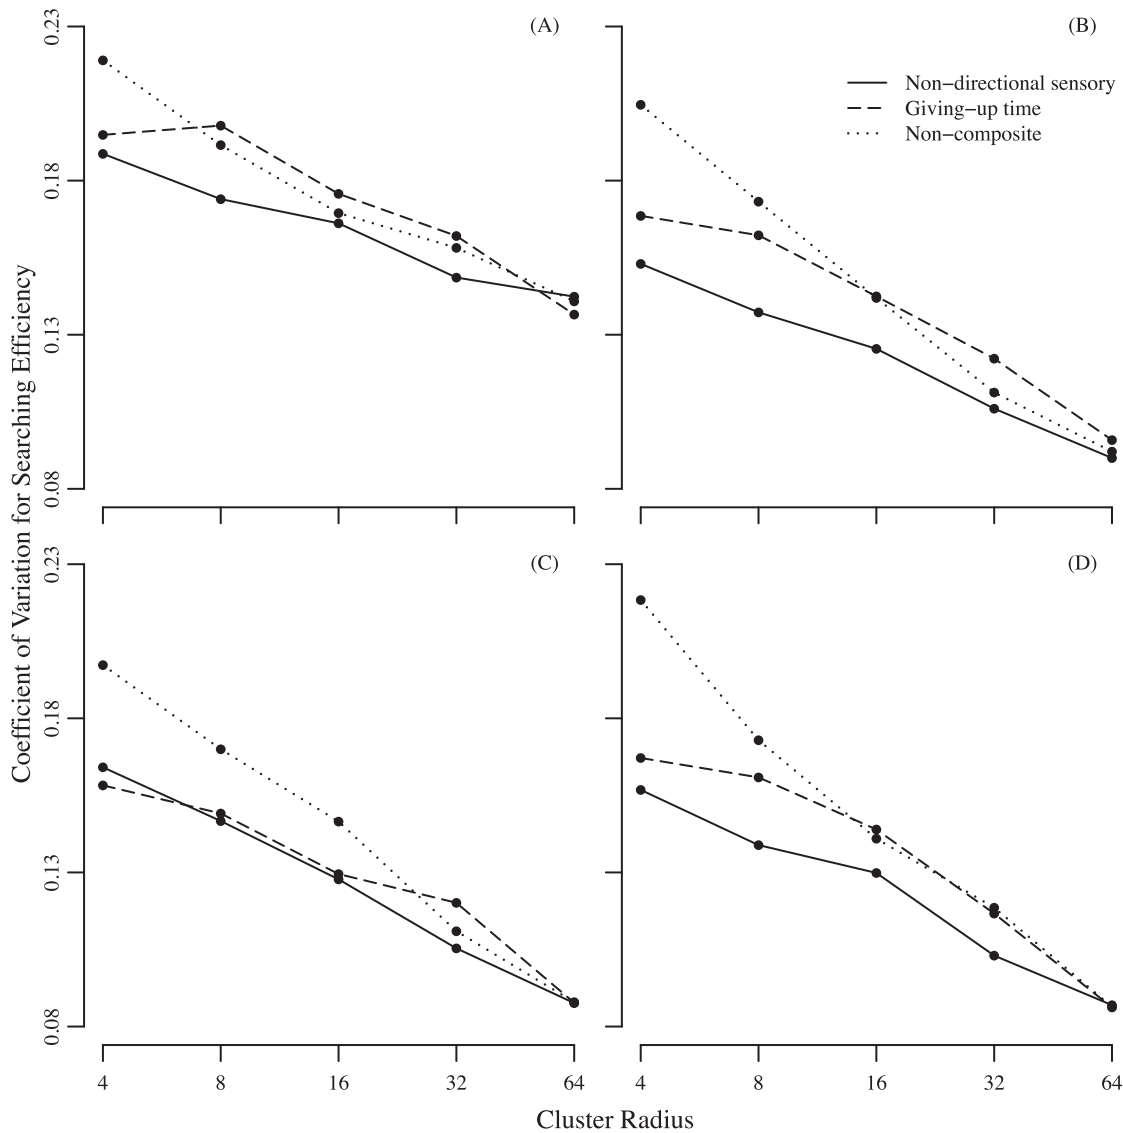 (A)
(B)
Non−directional sensory
Giving−up time
Non−composite
0.23
0.18
0.13
0.08
Coefficient of Variation for Searching Efficiency
(C)
(D)
0.23
0.18
0.13
0.08
4 8 16 32 64
4 8 16 32 64
Cluster Radius